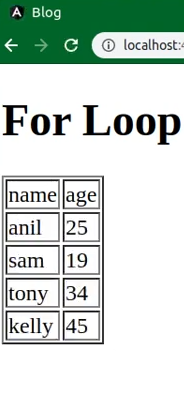 Blog
localhost:4
For Loop
name age
anil 25
sam 19
tony 34
kelly 45